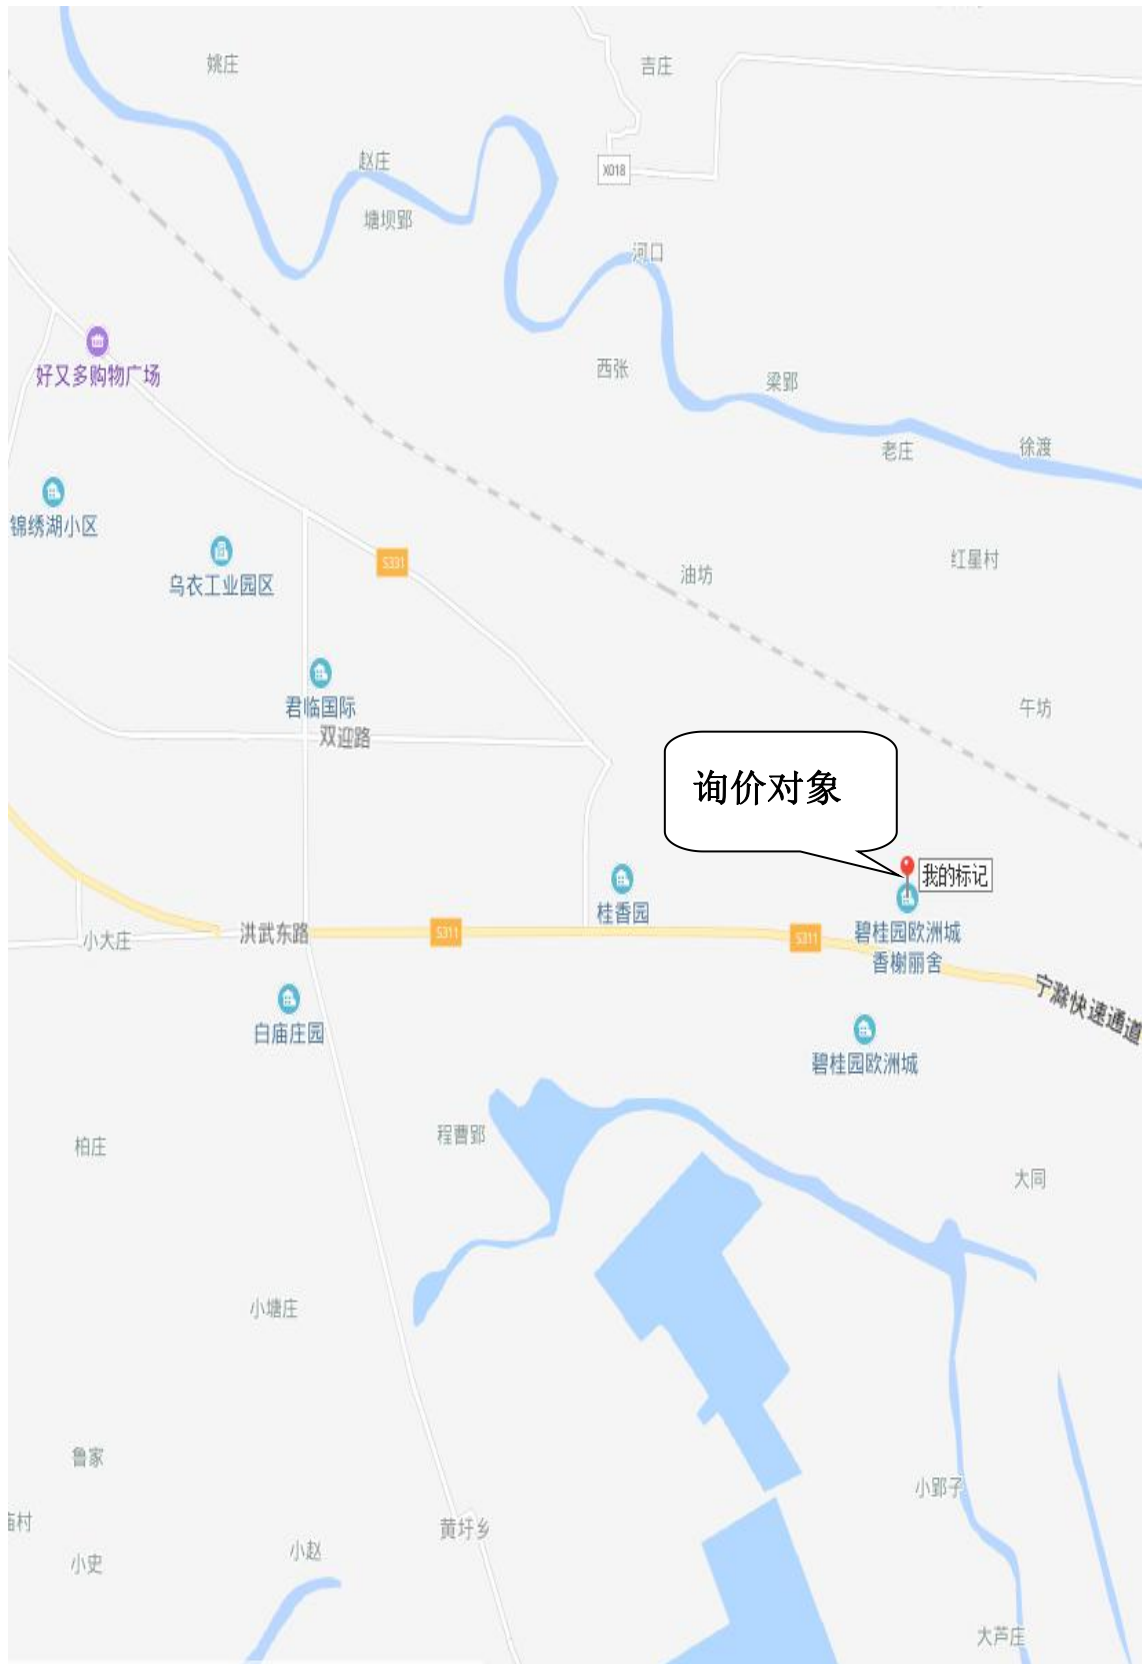 姚庄
吉庄
赵庄
X018
塘坝郢
河口
好又多购物广场
西张
梁郢
老庄
徐渡
锦绣湖小区
乌衣工业园区
S331
油坊
红星村
君临国际
双迎路
午坊
询价对象
我的标记
桂香园
小大庄
洪武东路
S311
S311
碧桂园欧洲城
香榭丽舍
宁滁快速通道
白庙庄园
碧桂园欧洲城
柏庄
程曹郢
大同
小塘庄
鲁家
小郢子
村
黄圩乡
小史
小赵
大芦庄